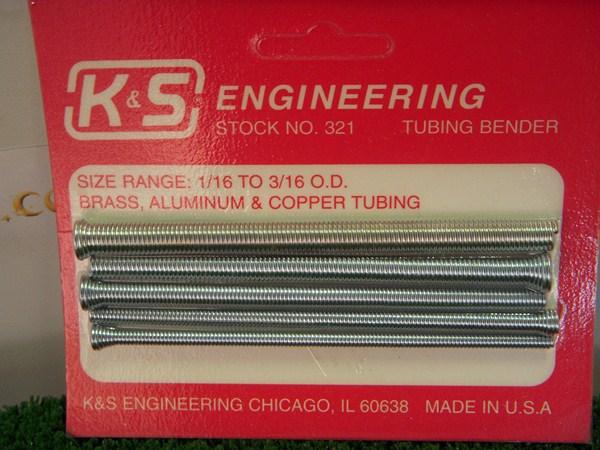 K&S ENGINEERING
STOCK NO. 321 TUBING BENDER
SIZE RANGE: 1/16 TO 3/16 O.D.
BRASS, ALUMINUM & COPPER TUBING
K&S ENGINEERING CHICAGO, IL 60638 MADE IN U.S.A